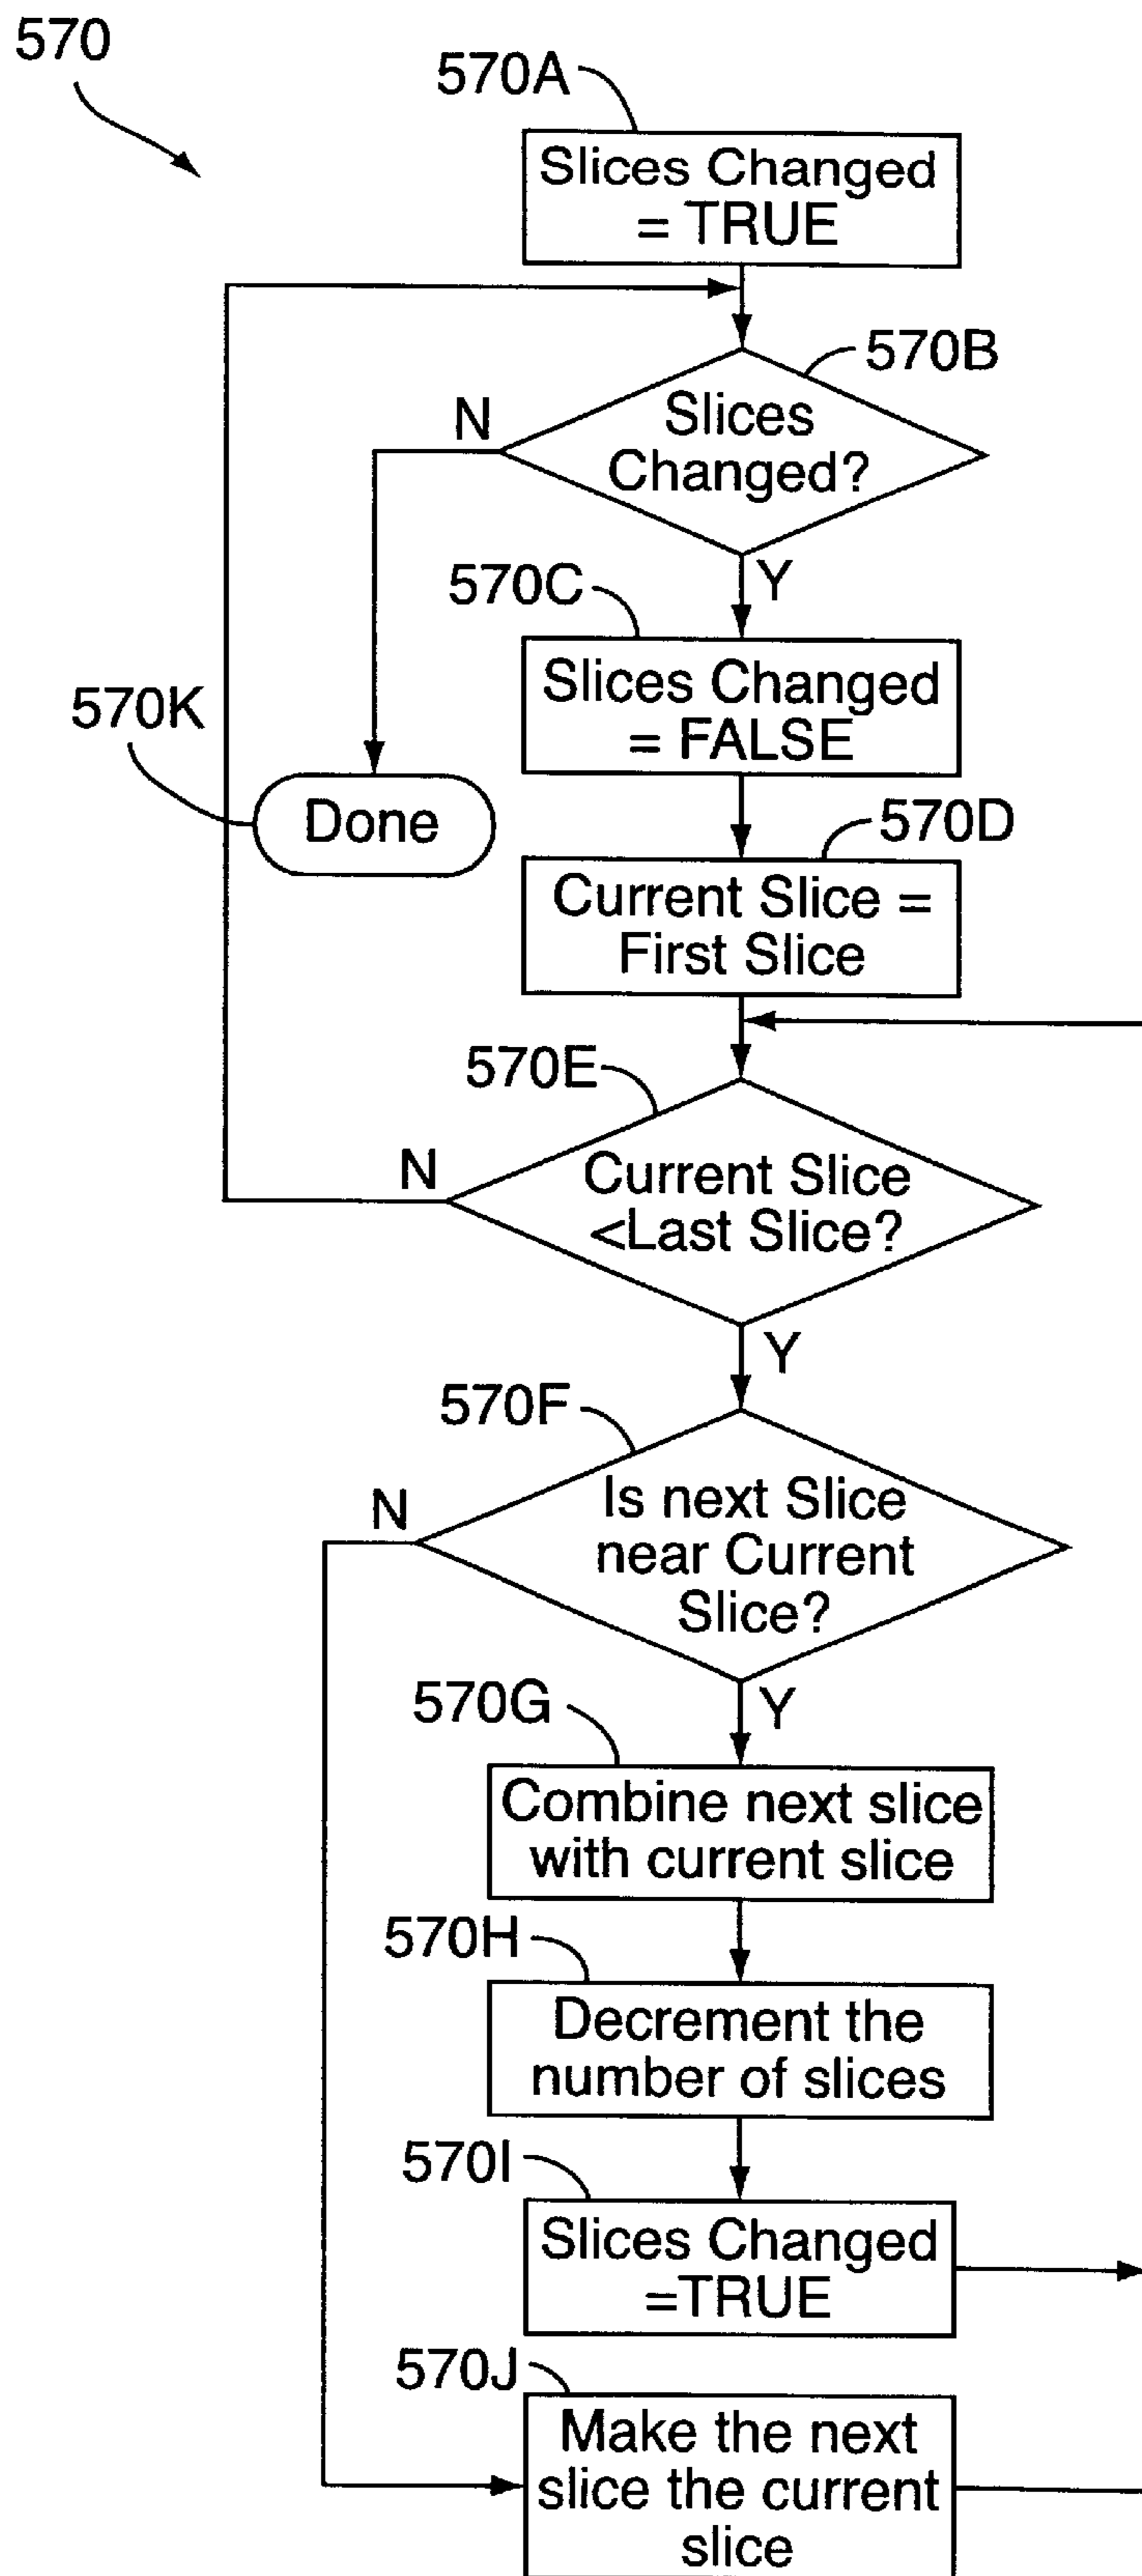 570
570A
Slices Changed
= TRUE
570B
N
Slices
Changed?
Y
570C
Slices Changed
= FALSE
570K
Done
570D
Current Slice =
First Slice
570E
N
Current Slice
<Last Slice?
Y
570F
N
Is next Slice
near Current
Slice?
Y
570G
Combine next slice
with current slice
570H
Decrement the
number of slices
570I
Slices Changed
=TRUE
570J
Make the next
slice the current
slice